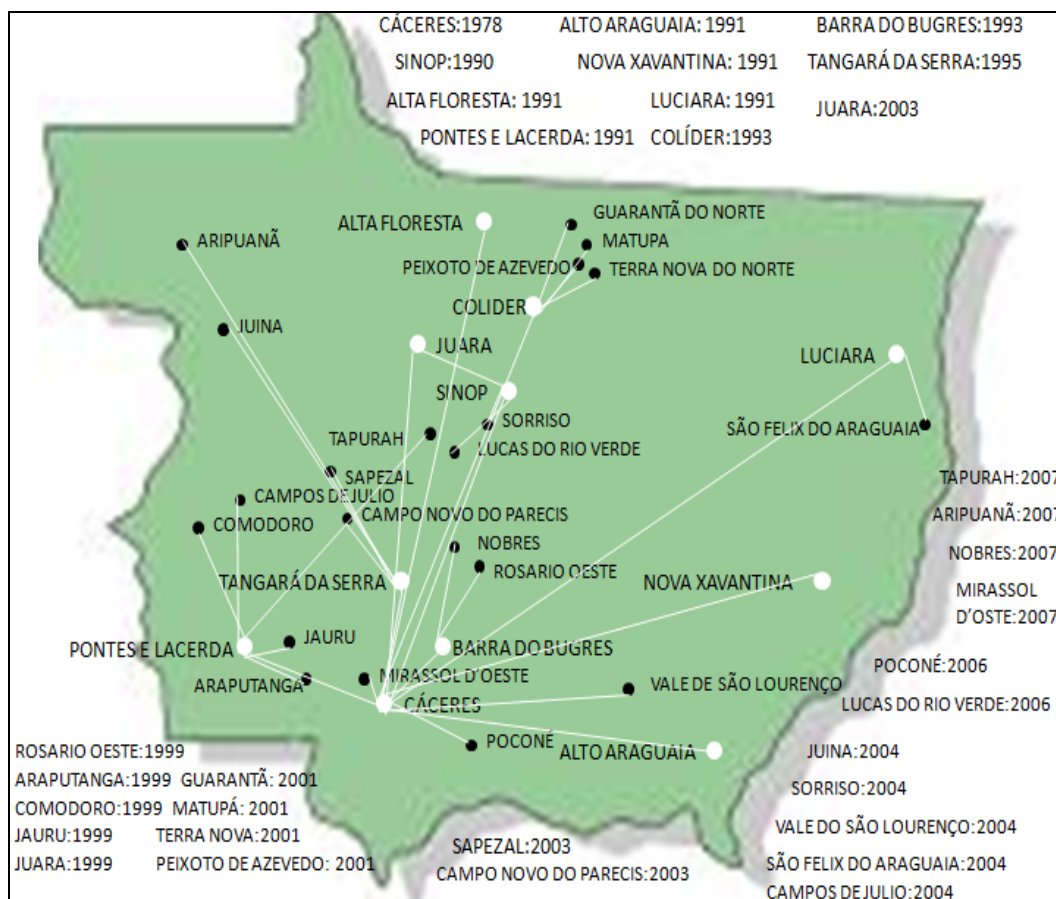 CÁCERES:1978 ALTO ARAGUAIA: 1991 BARRA DO BUGRES:1993
SINOP:1990 NOVA XAVANTINA: 1991 TANGARÁ DA SERRA:1995
ALTA FLORESTA: 1991 LUCIARA: 1991 JUARA:2003
PONTES E LACERDA: 1991 COLÍDER:1993
GUARANTÃ DO NORTE
ALTA FLORESTA
ARIPUANÃ
MATUPA
PEIXOTO DE AZEVEDO
TERRA NOVA DO NORTE
COLIDER
JUINA
JUARA
LUCIARA
SINOP
SORRISO
TAPURAH
SÃO FELIX DO ARAGUAIA
LUCAS DO RIO VERDE
SAPEZAL
TAPURAH:2007
CAMPOS DE JULIO
CAMPO NOVO DO PARECIS
ARIPUANÃ:2007
COMODORO
NOBRES
NOBRES:2007
ROSARIO OESTE
TANGARÁ DA SERRA
NOVA XAVANTINA
MIRASSOL
D’OSTE:2007
JAURU
PONTES E LACERDA
BARRA DO BUGRES
POCONÉ:2006
MIRASSOL D’OESTE
ARAPUTANGA
VALE DE SÃO LOURENÇO
CÁCERES
LUCAS DO RIO VERDE:2006
POCONÉ
ALTO ARAGUAIA
ROSARIO OESTE:1999
ARAPUTANGA:1999 GUARANTÃ: 2001
COMODORO:1999 MATUPÁ: 2001
JAURU:1999 TERRA NOVA:2001
JUARA:1999 PEIXOTO DE AZEVEDO: 2001
SAPEZAL:2003
CAMPO NOVO DO PARECIS:2003
JUINA:2004
SORRISO:2004
VALE DO SÃO LOURENÇO:2004
SÃO FELIX DO ARAGUAIA:2004
CAMPOS DE JULIO:2004